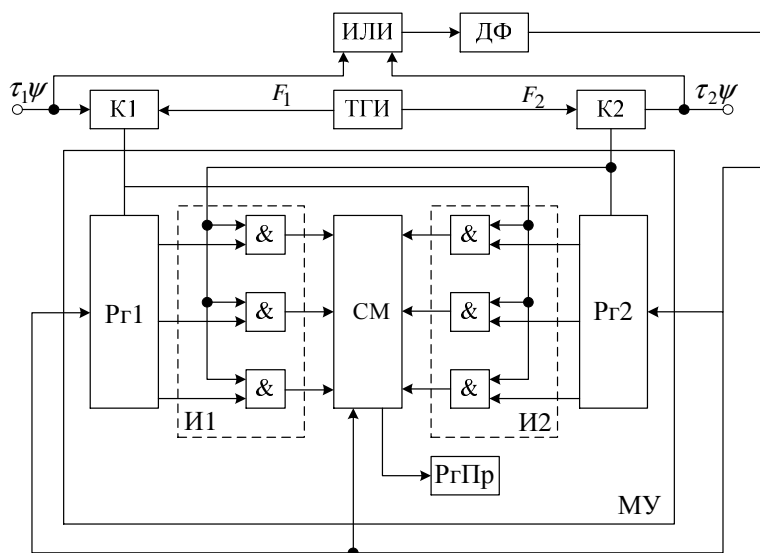 ИЛИ ДФ
τ₁ψ К1 F₁ ТГИ F₂ К2 τ₂ψ
& &
Рг1 & СМ & Рг2
& &
И1 И2
РгПр
МУ